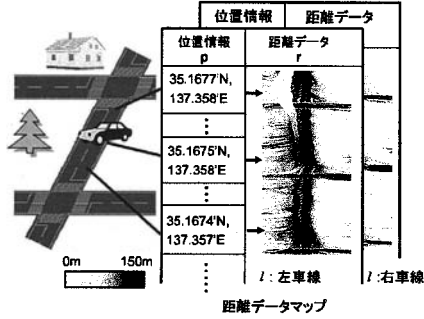 位置情報 距離データ
位置情報 距離データ
p r
35.1677'N,
137.358'E
⋮
35.1675'N,
137.358'E
⋮
35.1674'N,
137.357'E
⋮
0m 150m
l : 左車線 l : 右車線
距離データマップ